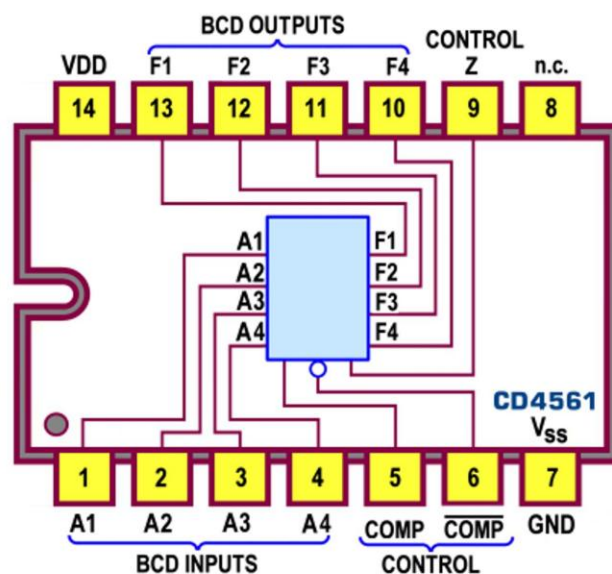 BCD OUTPUTS
CONTROL
VDD F1 F2 F3 F4 Z n.c.
14 13 12 11 10 9 8
A1 F1
A2 F2
A3 F3
A4 F4
CD4561
VSS
1 2 3 4 5 6 7
A1 A2 A3 A4 COMP COMP GND
BCD INPUTS CONTROL